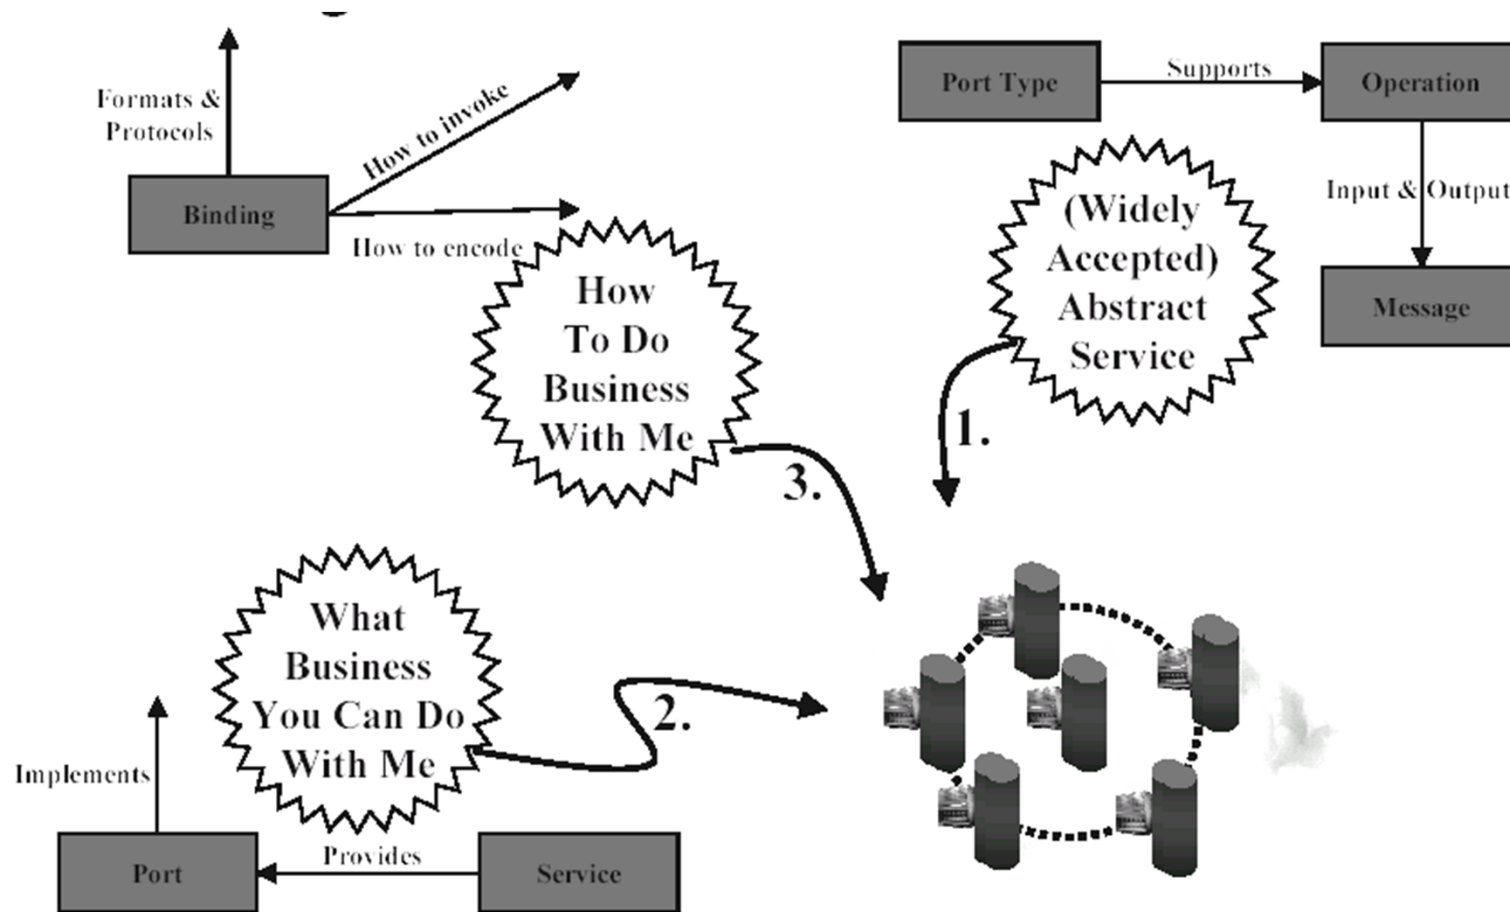 Formats &
Protocols
How to invoke
Binding
How to encode
Port Type
Supports
Operation
Input & Output
Message
(Widely
Accepted)
Abstract
Service
1.
How
To Do
Business
With Me
3.
What
Business
You Can Do
With Me
2.
Implements
Port
Provides
Service